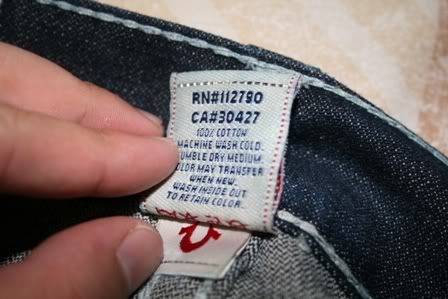 RN#112790
CA#30427
100% COTTON
MACHINE WASH COLD.
TUMBLE DRY MEDIUM.
COLOR MAY TRANSFER
WHEN NEW.
WASH INSIDE OUT
TO RETAIN COLOR.